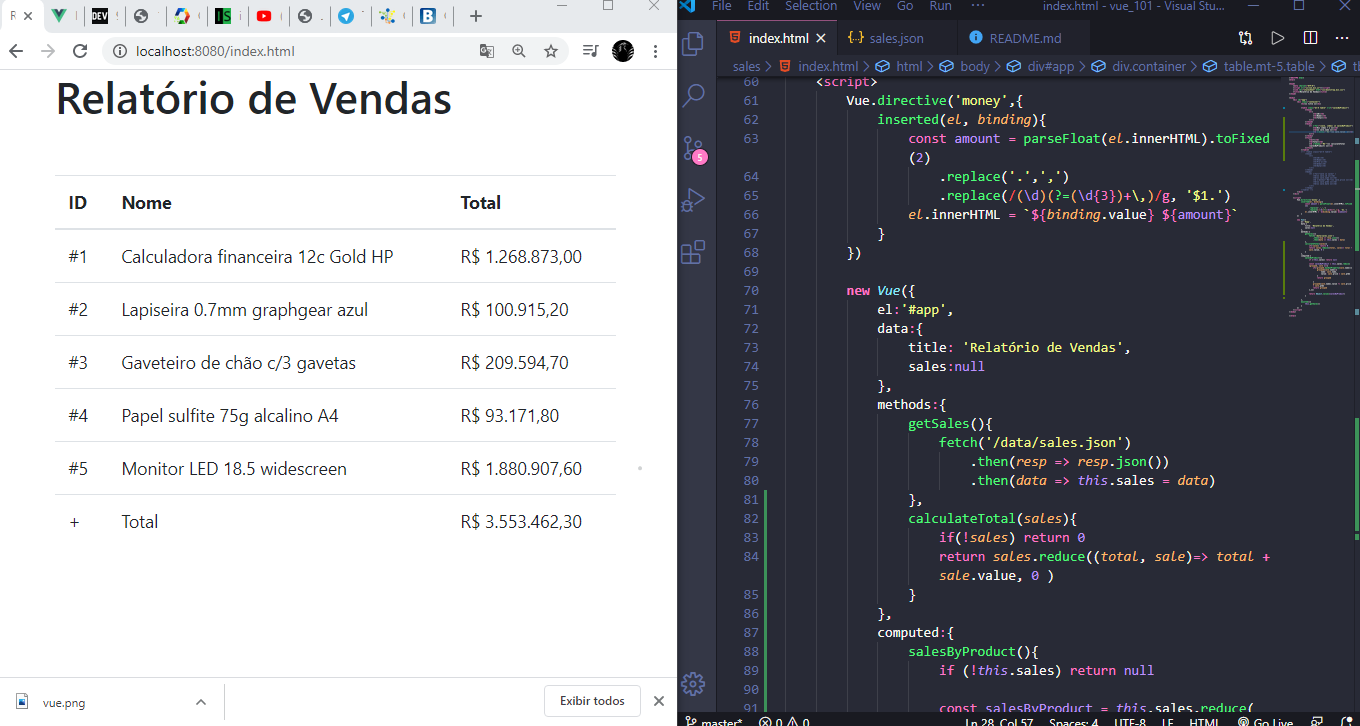 localhost:8080/index.html
Relatório de Vendas
ID Nome Total
#1 Calculadora financeira 12c Gold HP R$ 1.268.873,00
#2 Lapiseira 0.7mm graphgear azul R$ 100.915,20
#3 Gaveteiro de chão c/3 gavetas R$ 209.594,70
#4 Papel sulfite 75g alcalino A4 R$ 93.171,80
#5 Monitor LED 18.5 widescreen R$ 1.880.907,60
+ Total R$ 3.553.462,30
vue.png
Exibir todos
File Edit Selection View Go Run ··· index.html - vue_101 - Visual Stu...
index.html sales.json README.md
sales > index.html > html > body > div#app > div.container > table.mt-5.table >
5
60 <script>
61 Vue.directive('money',{
62 inserted(el, binding){
63 const amount = parseFloat(el.innerHTML).toFixed
(2)
64 .replace('.',',')
65 .replace(/(\d)(?=(\d{3})+\,)/g, '$1.')
66 el.innerHTML = `${binding.value} ${amount}`
67 }
68 })
69
70 new Vue({
71 el:'#app',
72 data:{
73 title: 'Relatório de Vendas',
74 sales:null
75 },
76 methods:{
77 getSales(){
78 fetch('/data/sales.json')
79 .then(resp => resp.json())
80 .then(data => this.sales = data)
81 },
82 calculateTotal(sales){
83 if(!sales) return 0
84 return sales.reduce((total, sale)=> total +
sale.value, 0 )
85 }
86 },
87 computed:{
88 salesByProduct(){
89 if (!this.sales) return null
90
91 const salesByProduct = this.sales.reduce(
master* 0 0 Ln 28, Col 57 Spaces: 4 UTF-8 LF HTML Go Live